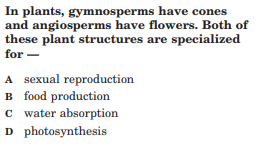 In plants, gymnosperms have cones
and angiosperms have flowers. Both of
these plant structures are specialized
for —
A sexual reproduction
B food production
C water absorption
D photosynthesis